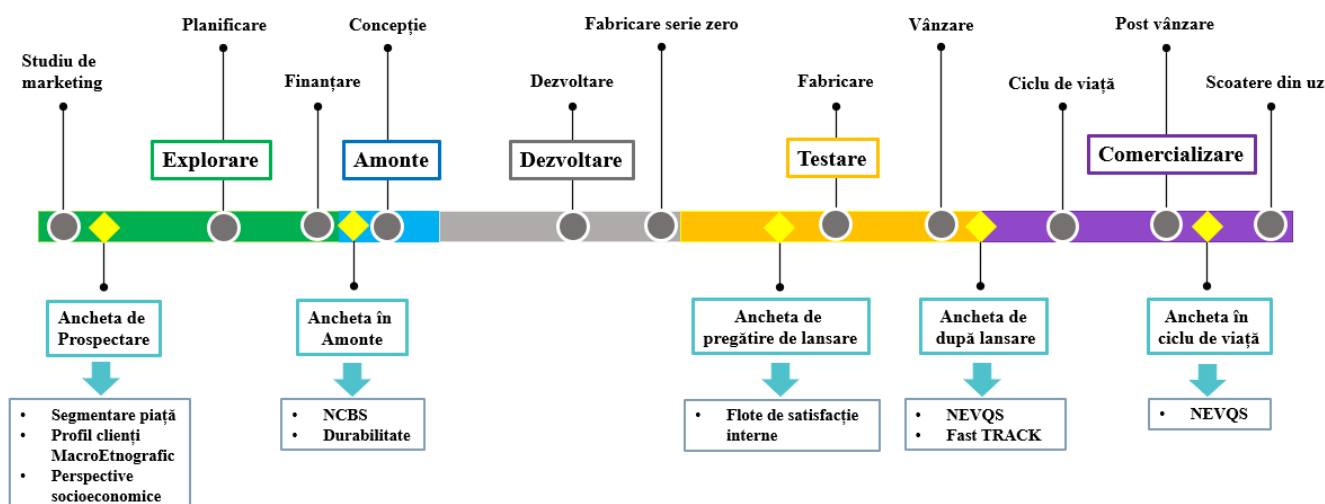 Planificare
Concepție
Fabricare serie zero
Vânzare
Post vânzare
Studiu de
marketing
Finanțare
Dezvoltare
Fabricare
Ciclu de viață
Scoatere din uz
Explorare
Amonte
Dezvoltare
Testare
Comercializare
Ancheta de
Prospectare
Ancheta în
Amonte
Ancheta de
pregătire de lansare
Ancheta de
după lansare
Ancheta în
ciclu de viață
• Segmentare piață
• Profil clienți
MacroEtnografic
• Perspective
socioeconomice
• NCBS
• Durabilitate
• Flote de satisfacție
interne
• NEVQS
• Fast TRACK
• NEVQS